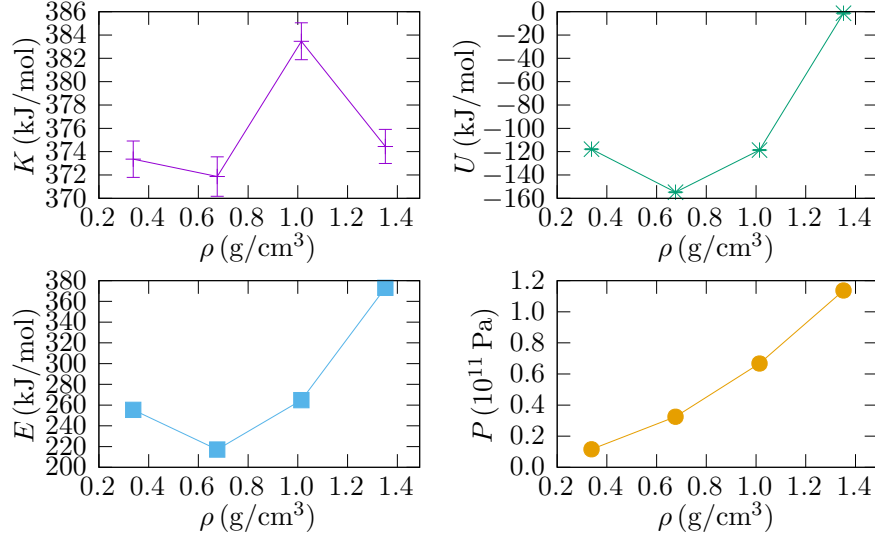 K (kJ/mol)
386
384
382
380
378
376
374
372
370
0.2 0.4 0.6 0.8 1.0 1.2 1.4
ρ (g/cm³)
U (kJ/mol)
0
−20
−40
−60
−80
−100
−120
−140
−160
0.2 0.4 0.6 0.8 1.0 1.2 1.4
ρ (g/cm³)
E (kJ/mol)
380
360
340
320
300
280
260
240
220
200
0.2 0.4 0.6 0.8 1.0 1.2 1.4
ρ (g/cm³)
P (10¹¹ Pa)
1.2
1.0
0.8
0.6
0.4
0.2
0.0
0.2 0.4 0.6 0.8 1.0 1.2 1.4
ρ (g/cm³)